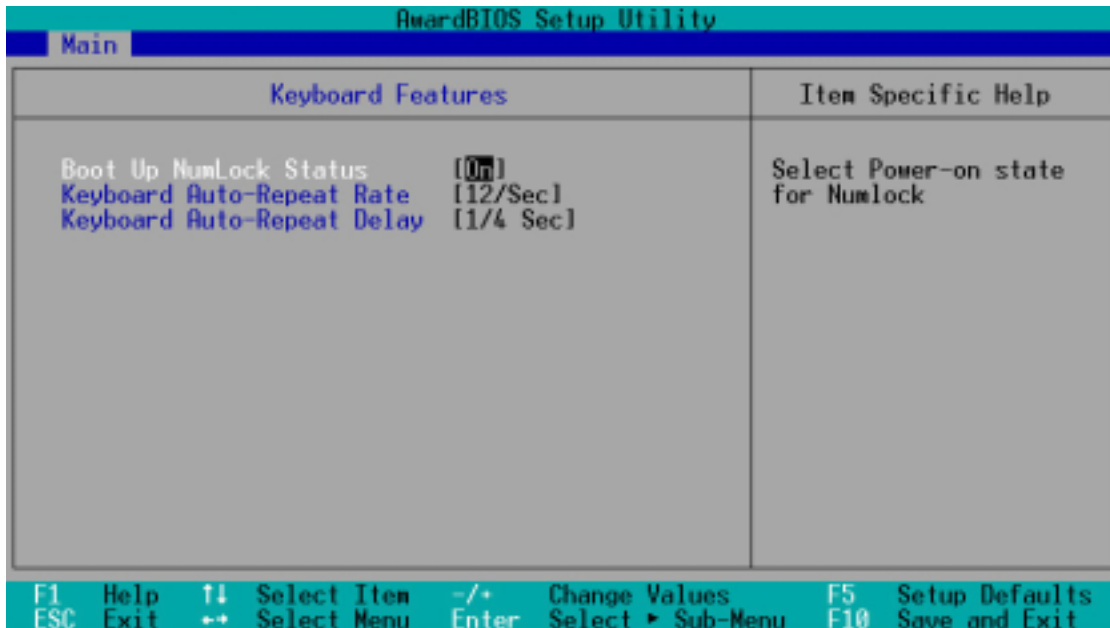 AwardBIOS Setup Utility
Main
Keyboard Features
Item Specific Help
Boot Up NumLock Status [On]
Keyboard Auto-Repeat Rate [12/Sec]
Keyboard Auto-Repeat Delay [1/4 Sec]
Select Power-on state
for Numlock
F1 Help ↑↓ Select Item -/+ Change Values F5 Setup Defaults
ESC Exit ←→ Select Menu Enter Select ► Sub-Menu F10 Save and Exit